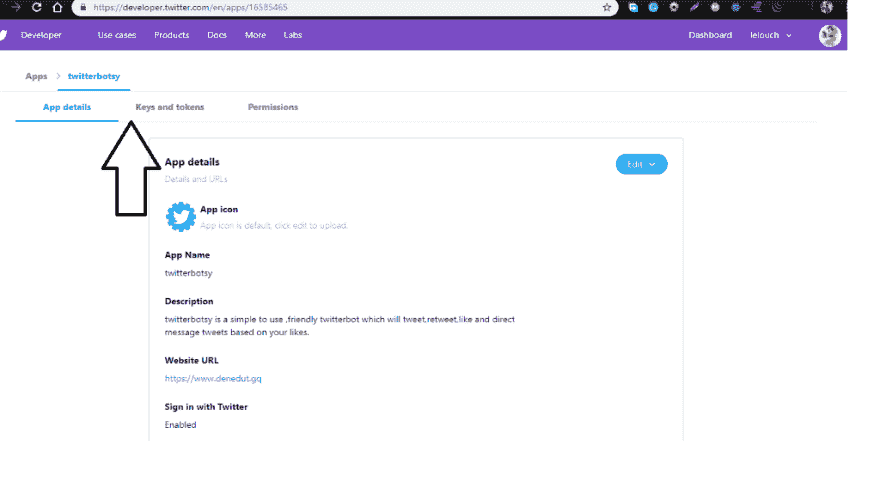 https://developer.twitter.com/en/apps/16585465
Developer Use cases Products Docs More Labs Dashboard lelouch
Apps > twitterbotsy
App details Keys and tokens Permissions
App details
Edit
Details and URLs
App icon
App icon is default, click edit to upload.
App Name
twitterbotsy
Description
twitterbotsy is a simple to use ,friendly twitterbot which will tweet,retweet,like and direct
message tweets based on your likes.
Website URL
https://www.denedut.gq
Sign in with Twitter
Enabled